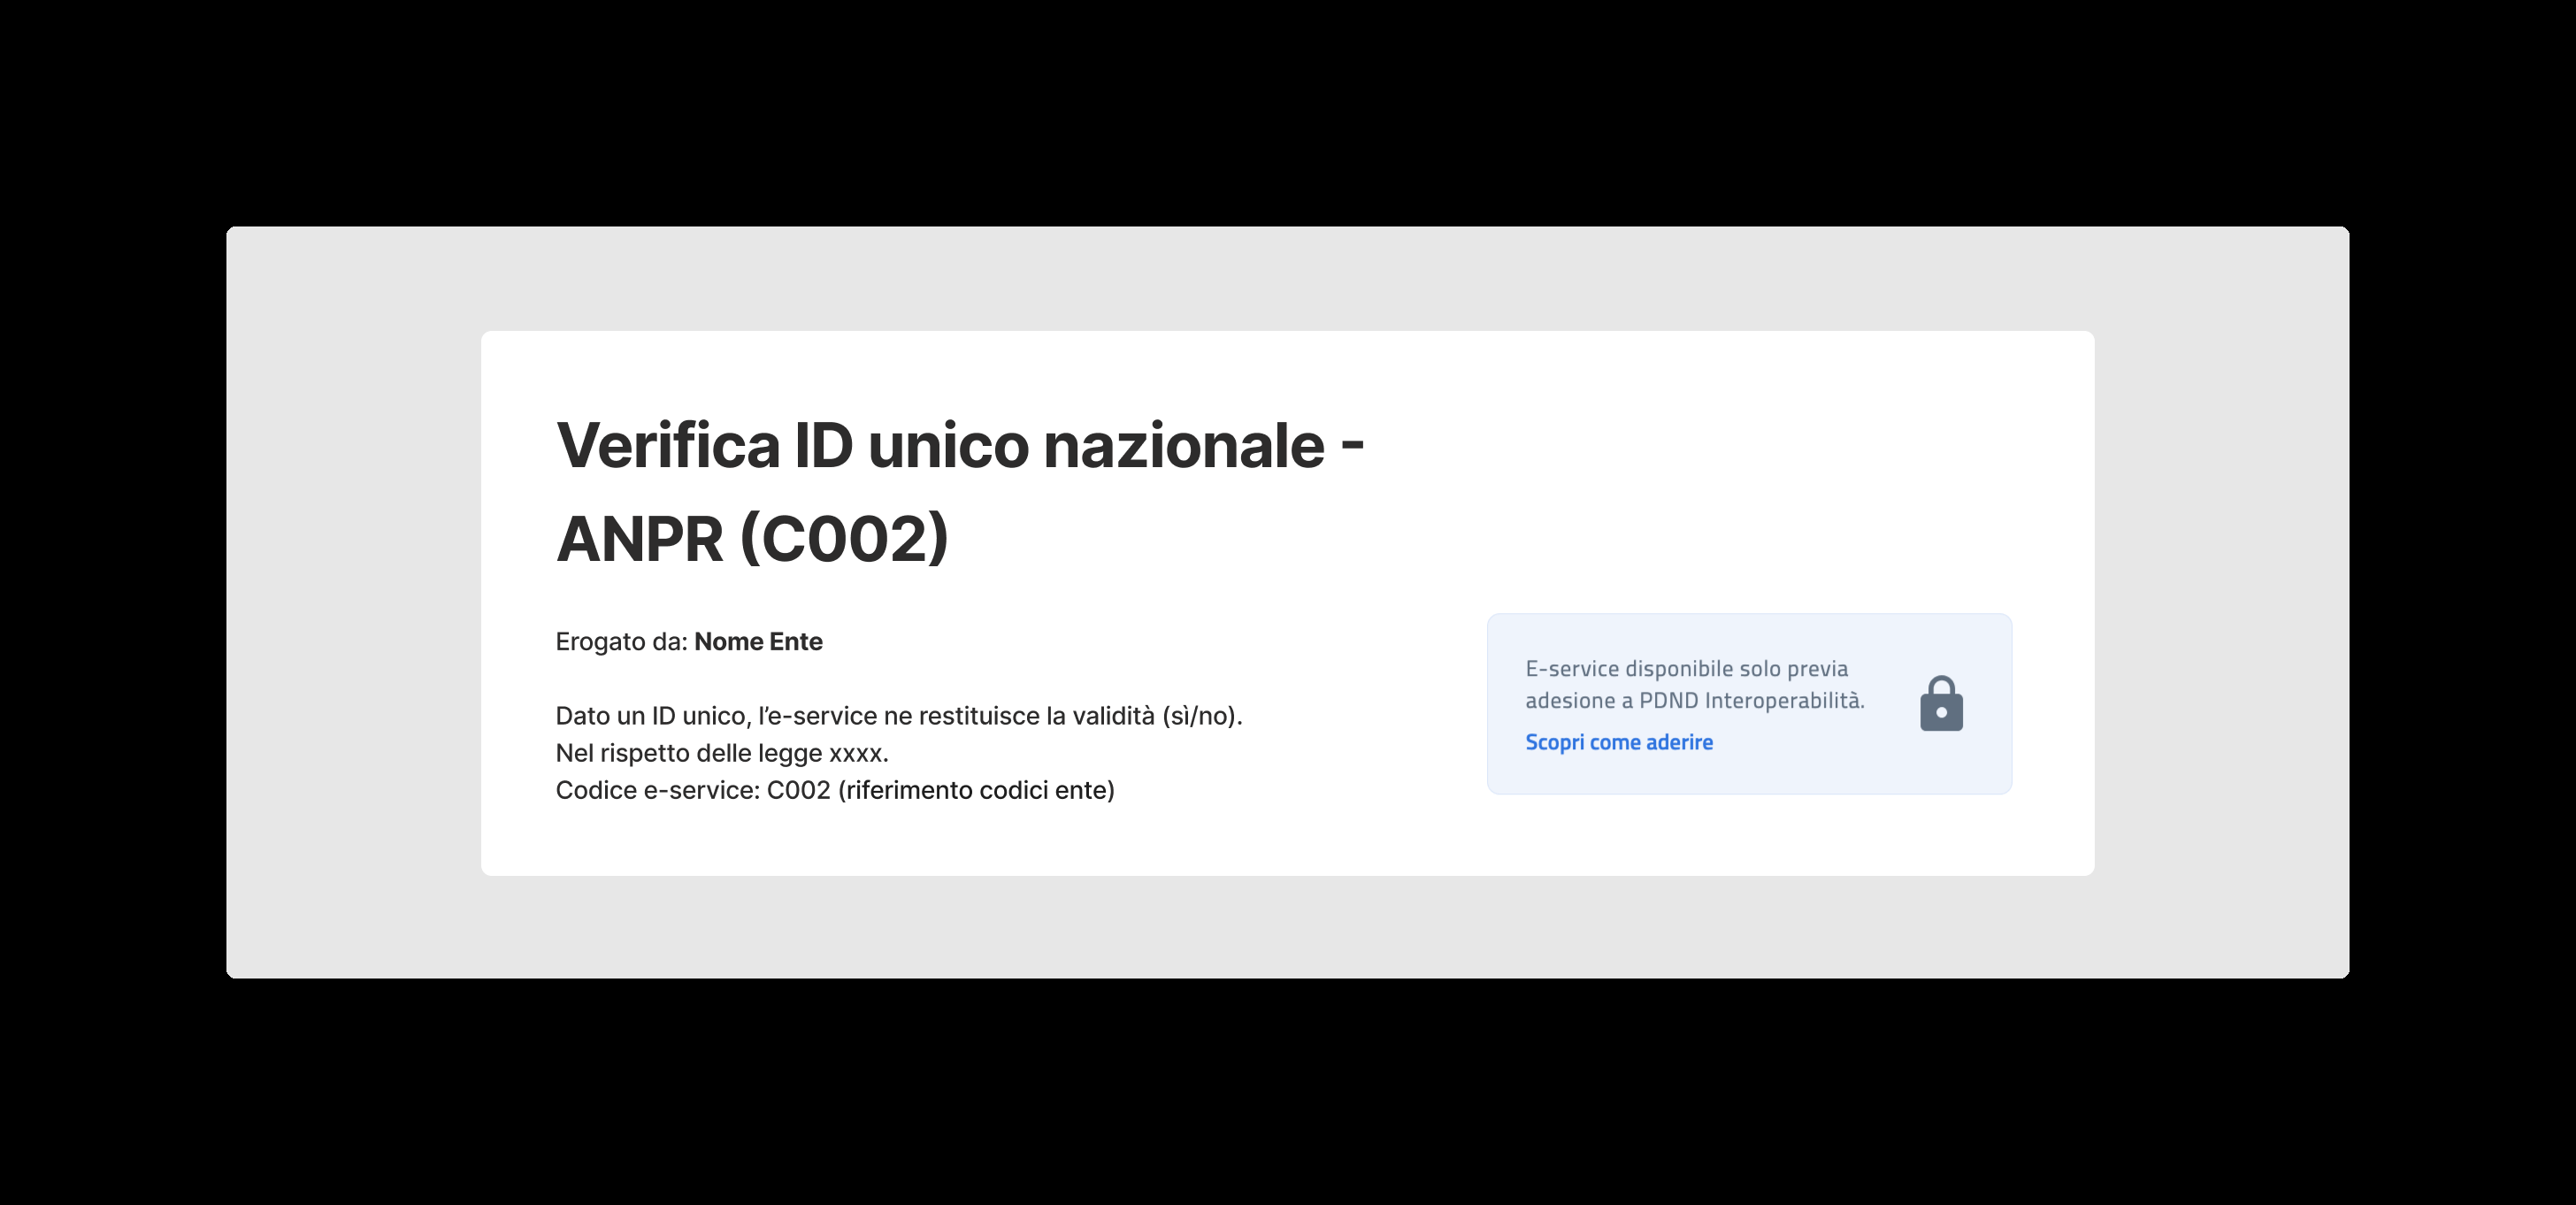 Verifica ID unico nazionale -
ANPR (C002)
Erogato da: Nome Ente
Dato un ID unico, l’e-service ne restituisce la validità (sì/no).
Nel rispetto delle legge xxxx.
Codice e-service: C002 (riferimento codici ente)
E-service disponibile solo previa
adesione a PDND Interoperabilità.
Scopri come aderire